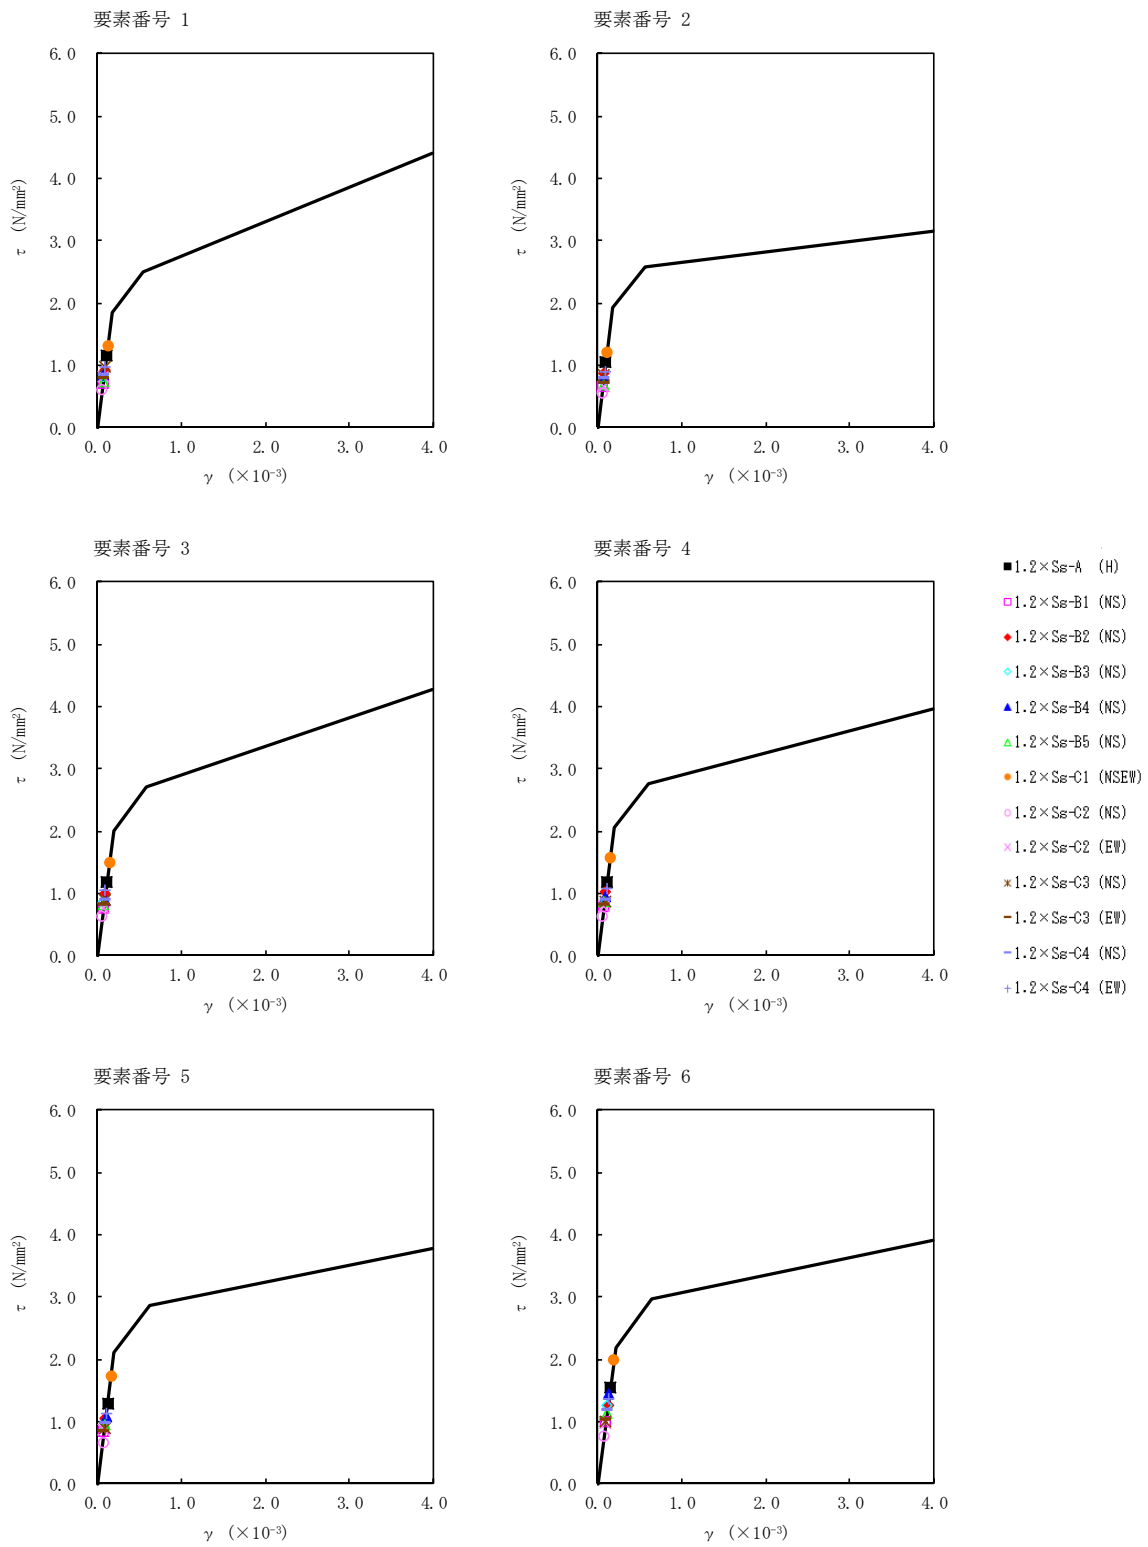 要素番号 1
6.0
5.0
4.0
3.0
2.0
1.0
0.0
τ (N/mm²)
0.0 1.0 2.0 3.0 4.0
γ (×10⁻³)
要素番号 2
6.0
5.0
4.0
3.0
2.0
1.0
0.0
τ (N/mm²)
0.0 1.0 2.0 3.0 4.0
γ (×10⁻³)
要素番号 3
6.0
5.0
4.0
3.0
2.0
1.0
0.0
τ (N/mm²)
0.0 1.0 2.0 3.0 4.0
γ (×10⁻³)
要素番号 4
6.0
5.0
4.0
3.0
2.0
1.0
0.0
τ (N/mm²)
0.0 1.0 2.0 3.0 4.0
γ (×10⁻³)
1.2×Ss-A (H)
1.2×Ss-B1 (NS)
1.2×Ss-B2 (NS)
1.2×Ss-B3 (NS)
1.2×Ss-B4 (NS)
1.2×Ss-B5 (NS)
1.2×Ss-C1 (NSEW)
1.2×Ss-C2 (NS)
1.2×Ss-C2 (EW)
1.2×Ss-C3 (NS)
1.2×Ss-C3 (EW)
1.2×Ss-C4 (NS)
1.2×Ss-C4 (EW)
要素番号 5
6.0
5.0
4.0
3.0
2.0
1.0
0.0
τ (N/mm²)
0.0 1.0 2.0 3.0 4.0
γ (×10⁻³)
要素番号 6
6.0
5.0
4.0
3.0
2.0
1.0
0.0
τ (N/mm²)
0.0 1.0 2.0 3.0 4.0
γ (×10⁻³)